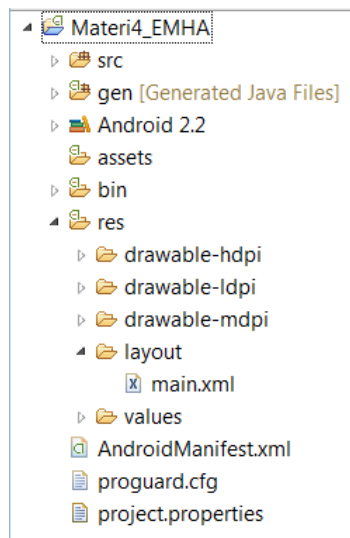 Materi4_EMHA
src
gen [Generated Java Files]
Android 2.2
assets
bin
res
drawable-hdpi
drawable-ldpi
drawable-mdpi
layout
main.xml
values
AndroidManifest.xml
proguard.cfg
project.properties